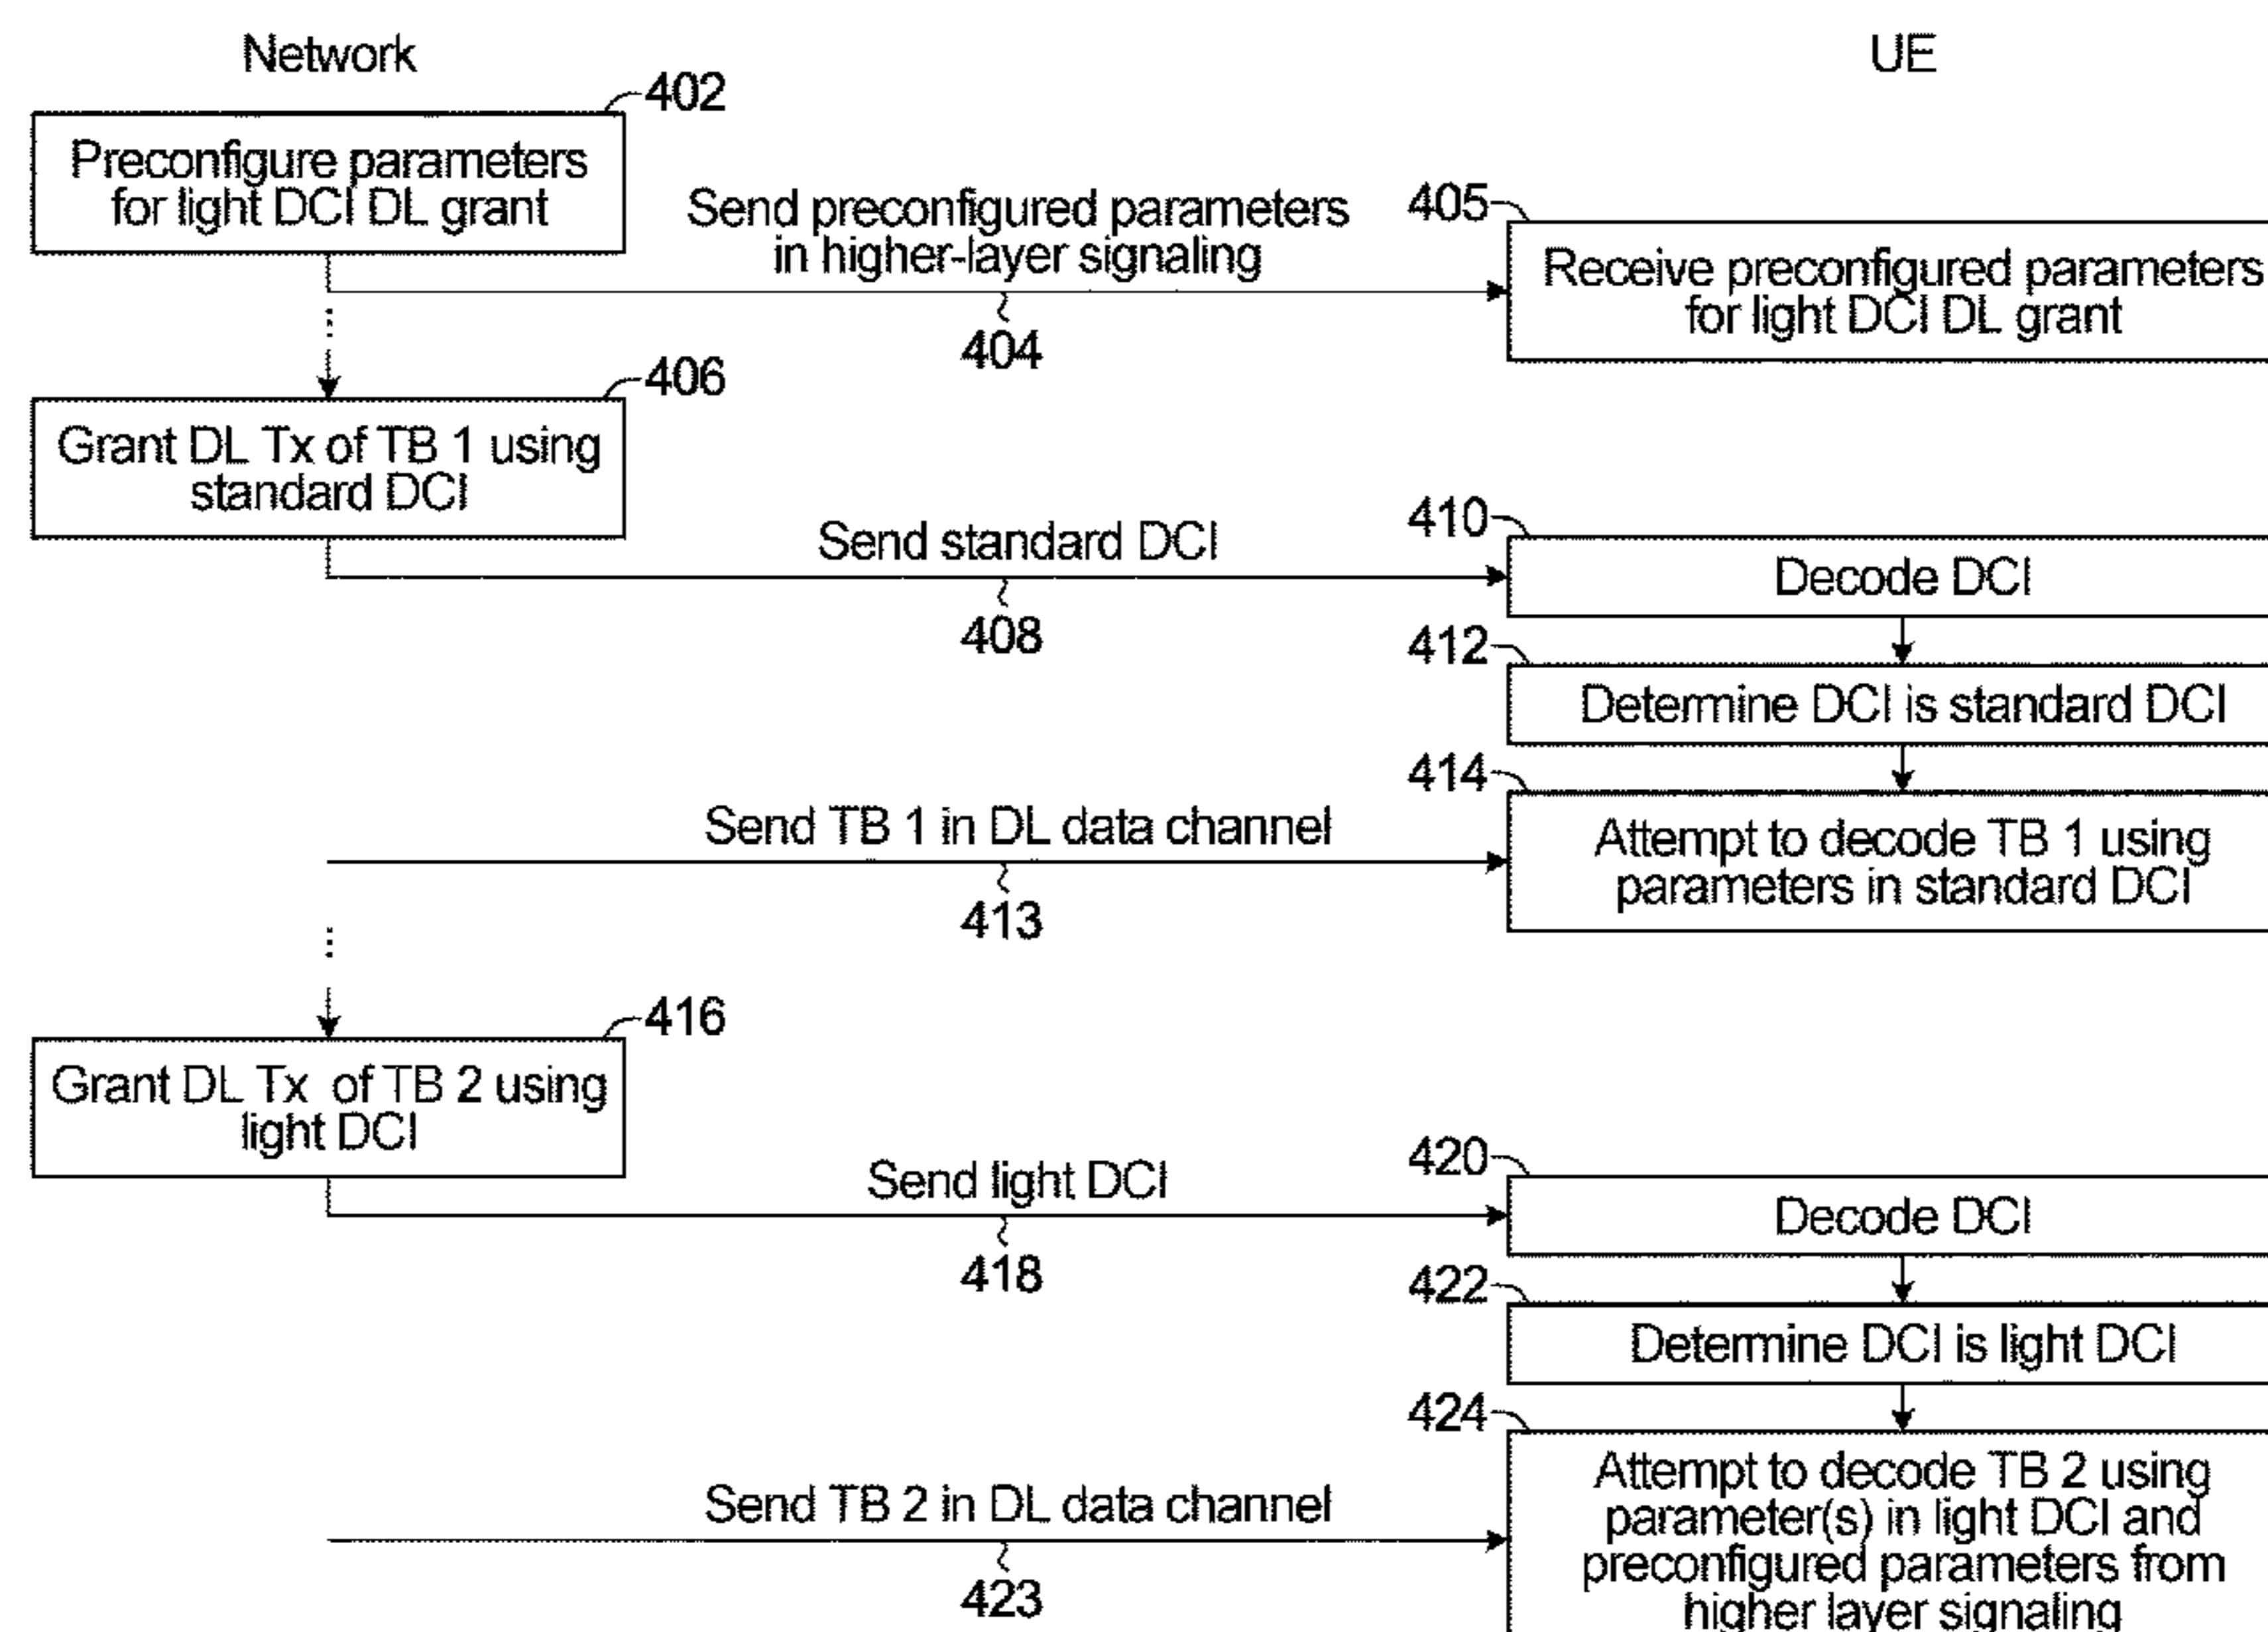 Network
UE
402
Preconfigure parameters
for light DCI DL grant
Send preconfigured parameters
in higher-layer signaling
404
405
Receive preconfigured parameters
for light DCI DL grant
406
Grant DL Tx of TB 1 using
standard DCI
Send standard DCI
408
410
Decode DCI
412
Determine DCI is standard DCI
414
Send TB 1 in DL data channel
413
Attempt to decode TB 1 using
parameters in standard DCI
416
Grant DL Tx of TB 2 using
light DCI
Send light DCI
418
420
Decode DCI
422
Determine DCI is light DCI
424
Send TB 2 in DL data channel
423
Attempt to decode TB 2 using
parameter(s) in light DCI and
preconfigured parameters from
higher layer signaling